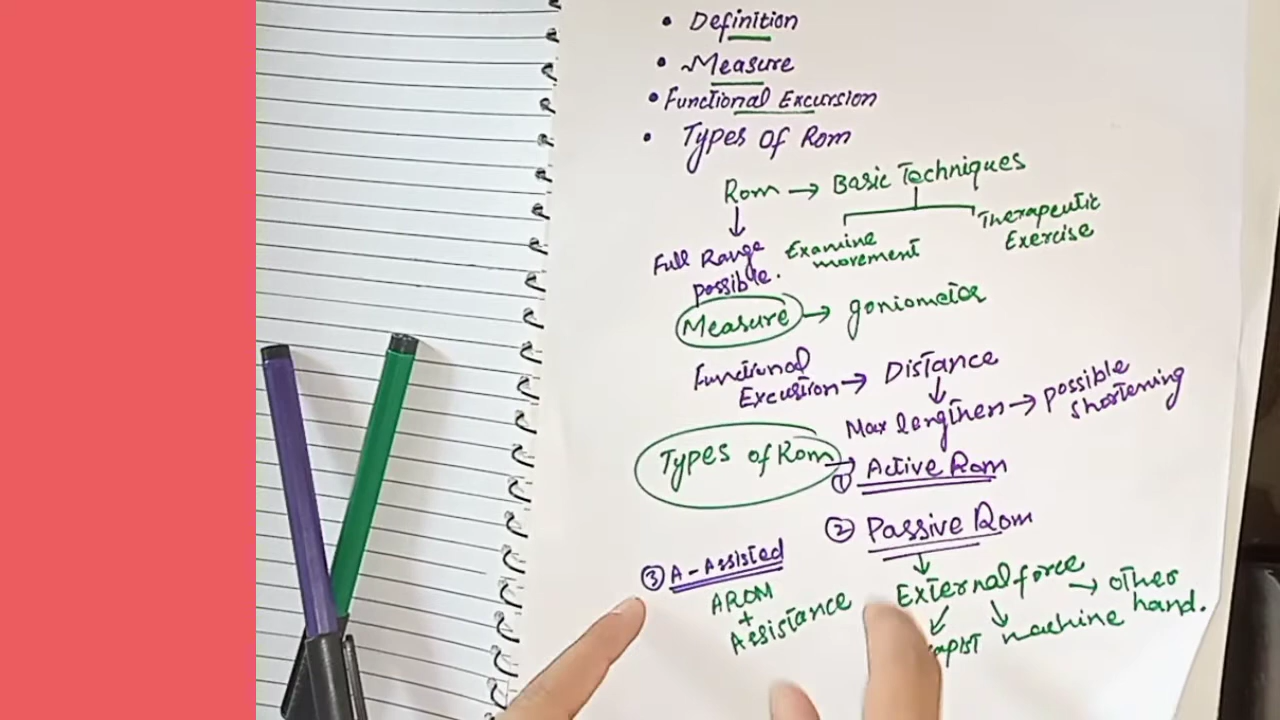 • Definition
• Measure
• Functional Excursion
• Types Of Rom
Rom → Basic Techniques
Full Range possible.
Examine movement
Therapeutic Exercise
Measure → goniometer
Functional Excursion → Distance
Max lengthen → possible shortening
Types of Rom →
① Active Rom
② Passive Rom
External force → other hand.
machine
③ A-Assisted
AROM
+
Assistance